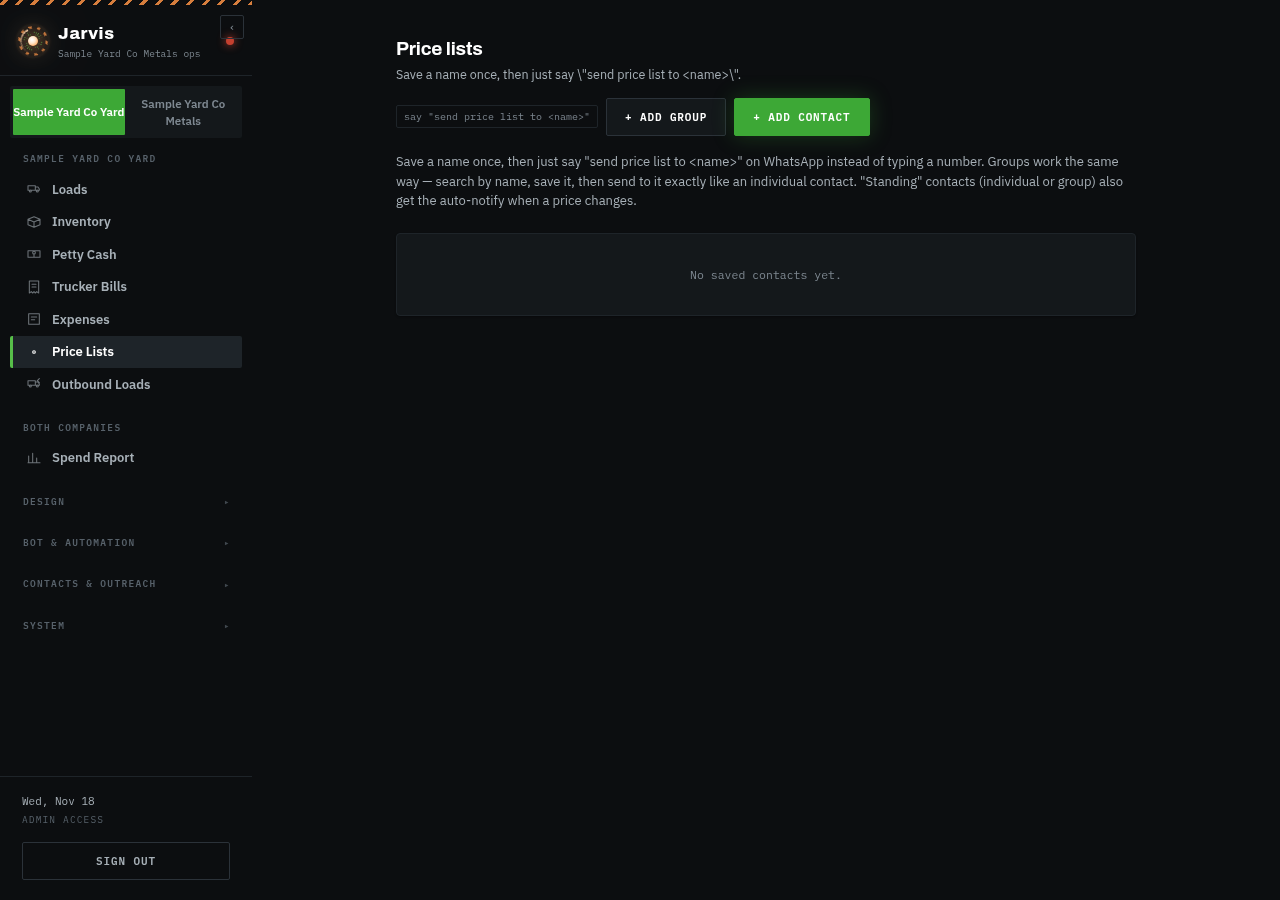 Jarvis
Sample Yard Co Metals ops
‹
Sample Yard Co Yard
Sample Yard Co
Metals
SAMPLE YARD CO YARD
Loads
Inventory
Petty Cash
Trucker Bills
Expenses
Price Lists
Outbound Loads
BOTH COMPANIES
Spend Report
DESIGN
BOT & AUTOMATION
CONTACTS & OUTREACH
SYSTEM
Wed, Nov 18
ADMIN ACCESS
SIGN OUT
Price lists
Save a name once, then just say \"send price list to <name>\".
say "send price list to <name>"
+ ADD GROUP
+ ADD CONTACT
Save a name once, then just say "send price list to <name>" on WhatsApp instead of typing a number. Groups work the same
way — search by name, save it, then send to it exactly like an individual contact. "Standing" contacts (individual or group) also
get the auto-notify when a price changes.
No saved contacts yet.